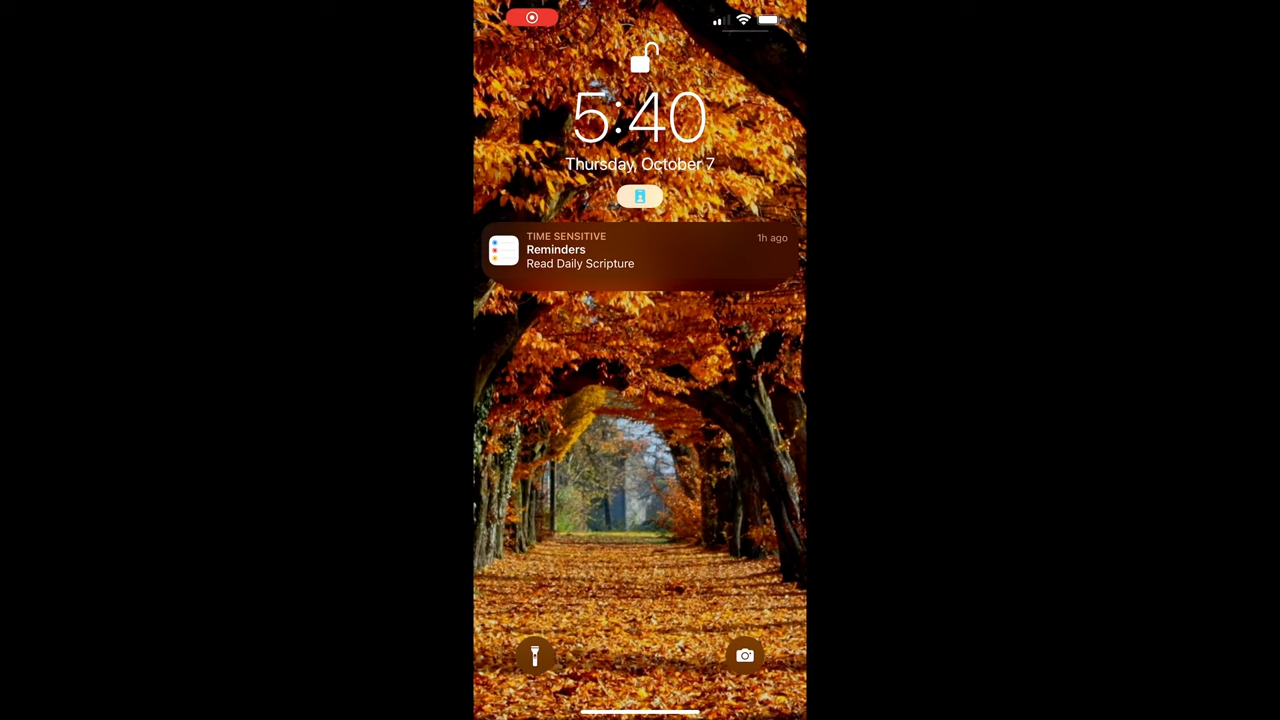 5:40
Thursday, October 7
TIME SENSITIVE
1h ago
Reminders
Read Daily Scripture